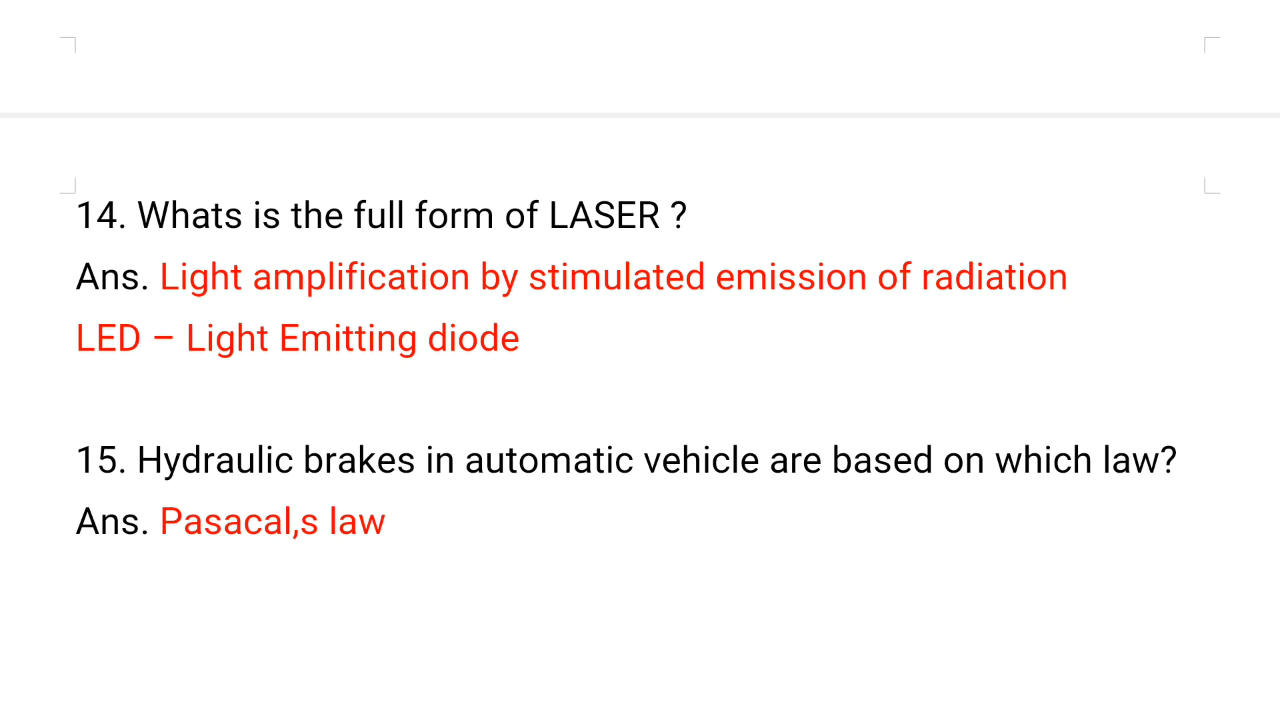 14. Whats is the full form of LASER ?
Ans. Light amplification by stimulated emission of radiation
LED – Light Emitting diode
15. Hydraulic brakes in automatic vehicle are based on which law?
Ans. Pasacal,s law